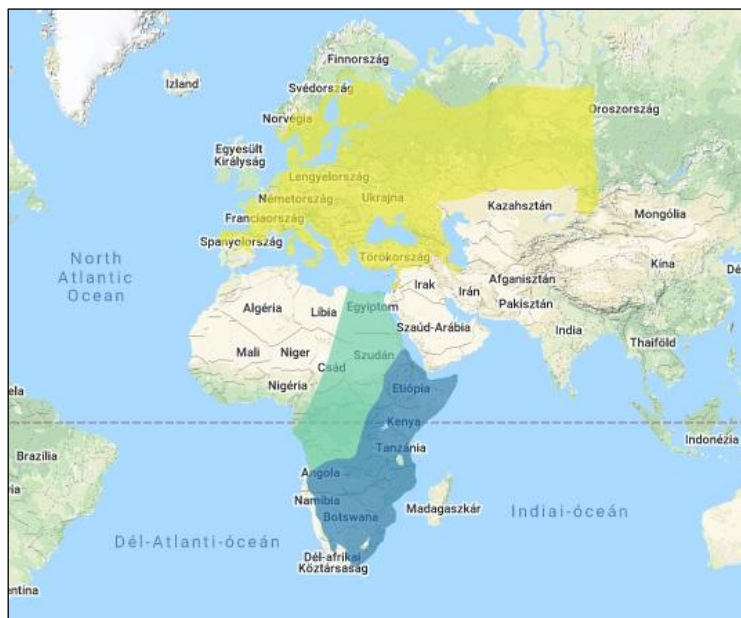 Izland
Finnország
Svédország
Norvégia
Oroszország
Egyesült
Királyság
Lengyelország
Németország
Ukrajna
Kazahsztán
Mongólia
Franciaország
Spanyolország
Törökország
North
Atlantic
Ocean
Kína
Afganisztán
Irak
Irán
Pakisztán
Algéria
Líbia
Egyiptom
Szaúd-Arábia
India
Mali
Niger
Csád
Szudán
Thaiföld
Nigéria
Etiópia
ela
Kenya
Indonézia
Brazília
Tanzánia
Angola
Namíbia
Botswana
Madagaszkár
Indiai-óceán
Dél-Atlanti-óceán
Dél-afrikai
Köztársaság
entina